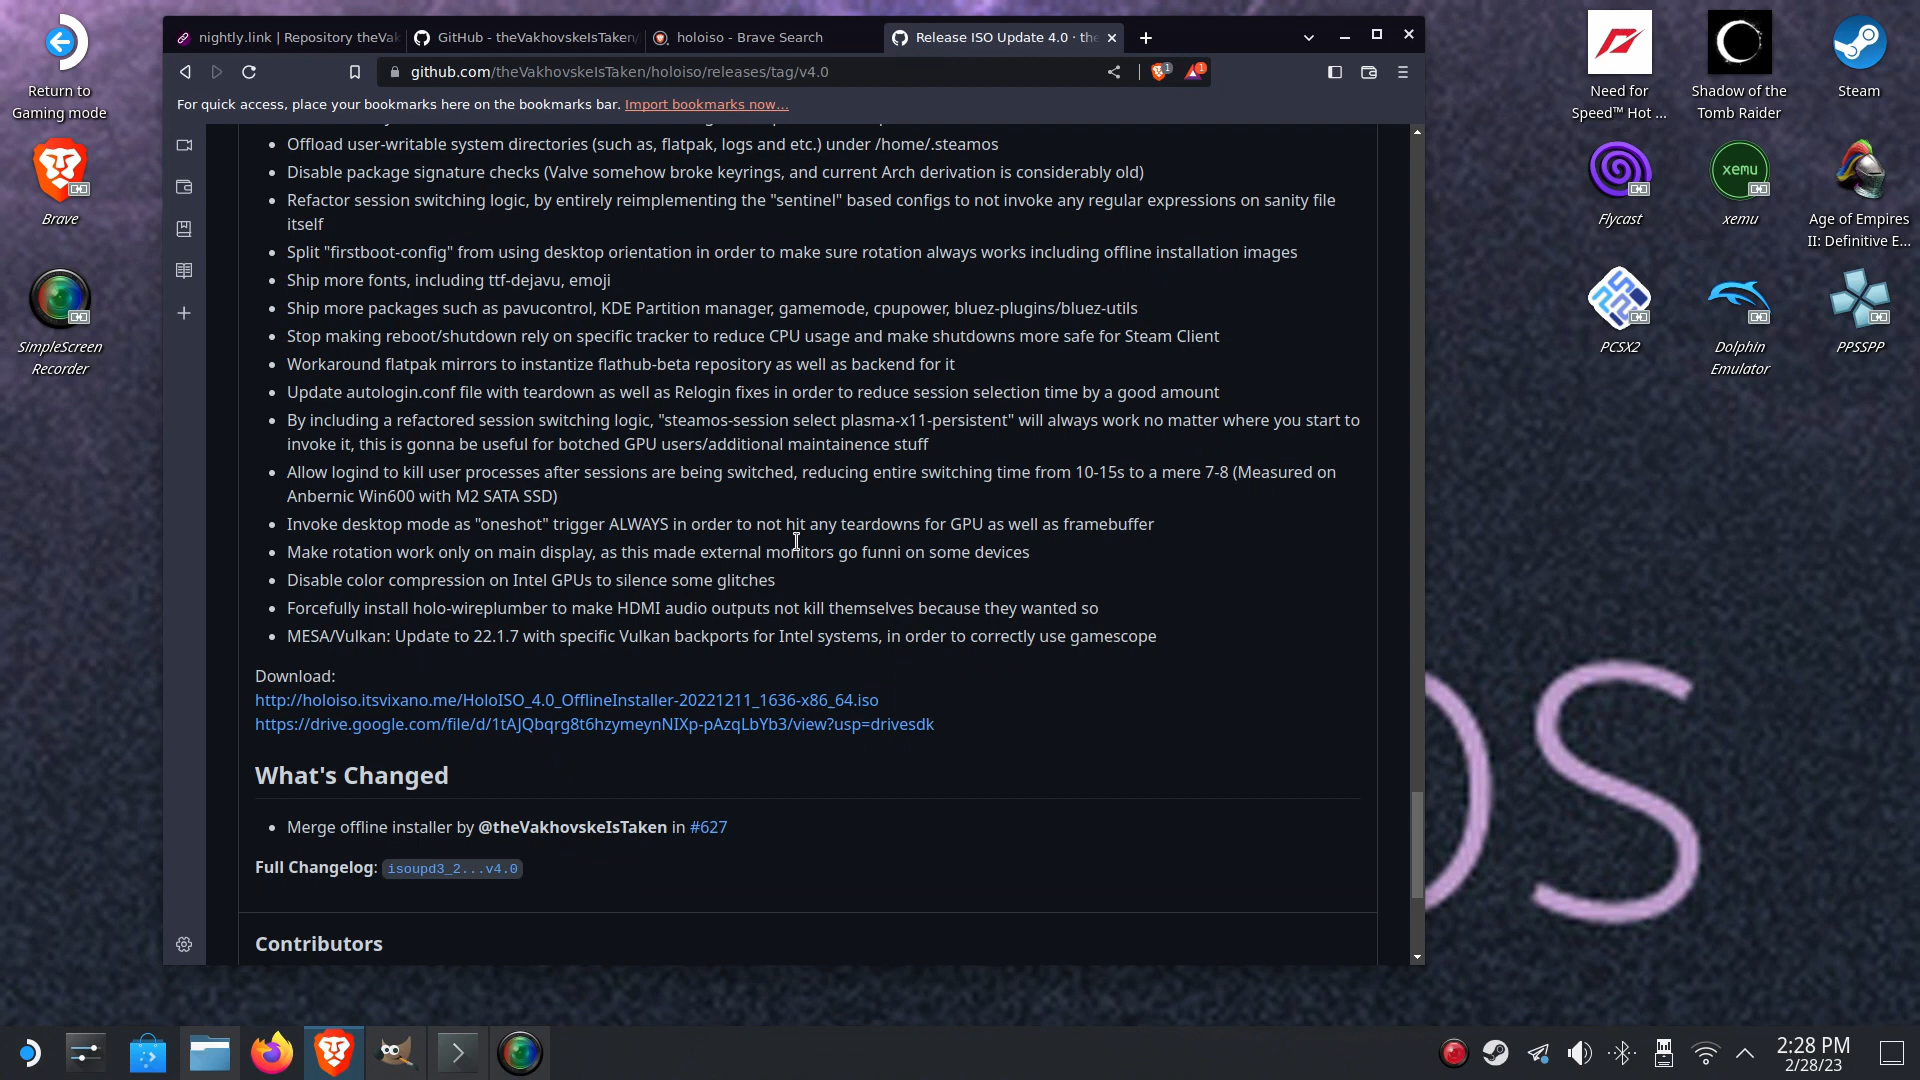 nightly.link | Repository theVak
GitHub - theVakhovskeIsTaken/
holoiso - Brave Search
Release ISO Update 4.0 · the
github.com/theVakhovskeIsTaken/holoiso/releases/tag/v4.0
1
1
For quick access, place your bookmarks here on the bookmarks bar. Import bookmarks now...
Return to
Gaming mode
Brave
SimpleScreen
Recorder
Offload user-writable system directories (such as, flatpak, logs and etc.) under /home/.steamos
Disable package signature checks (Valve somehow broke keyrings, and current Arch derivation is considerably old)
Refactor session switching logic, by entirely reimplementing the "sentinel" based configs to not invoke any regular expressions on sanity file
itself
Split "firstboot-config" from using desktop orientation in order to make sure rotation always works including offline installation images
Ship more fonts, including ttf-dejavu, emoji
Ship more packages such as pavucontrol, KDE Partition manager, gamemode, cpupower, bluez-plugins/bluez-utils
Stop making reboot/shutdown rely on specific tracker to reduce CPU usage and make shutdowns more safe for Steam Client
Workaround flatpak mirrors to instantize flathub-beta repository as well as backend for it
Update autologin.conf file with teardown as well as Relogin fixes in order to reduce session selection time by a good amount
By including a refactored session switching logic, "steamos-session select plasma-x11-persistent" will always work no matter where you start to
invoke it, this is gonna be useful for botched GPU users/additional maintainence stuff
Allow logind to kill user processes after sessions are being switched, reducing entire switching time from 10-15s to a mere 7-8 (Measured on
Anbernic Win600 with M2 SATA SSD)
Invoke desktop mode as "oneshot" trigger ALWAYS in order to not hit any teardowns for GPU as well as framebuffer
Make rotation work only on main display, as this made external monitors go funni on some devices
Disable color compression on Intel GPUs to silence some glitches
Forcefully install holo-wireplumber to make HDMI audio outputs not kill themselves because they wanted so
MESA/Vulkan: Update to 22.1.7 with specific Vulkan backports for Intel systems, in order to correctly use gamescope
Download:
http://holoiso.itsvixano.me/HoloISO_4.0_OfflineInstaller-20221211_1636-x86_64.iso
https://drive.google.com/file/d/1tAJQbqrg8t6hzymeynNIXp-pAzqLbYb3/view?usp=drivesdk
What's Changed
Merge offline installer by @theVakhovskeIsTaken in #627
Full Changelog: isoupd3_2...v4.0
Contributors
Need for
Speed™ Hot ...
Shadow of the
Tomb Raider
Steam
Flycast
xemu
xemu
Age of Empires
II: Definitive E...
PCSX2
Dolphin
Emulator
PPSSPP
OS
2:28 PM
2/28/23